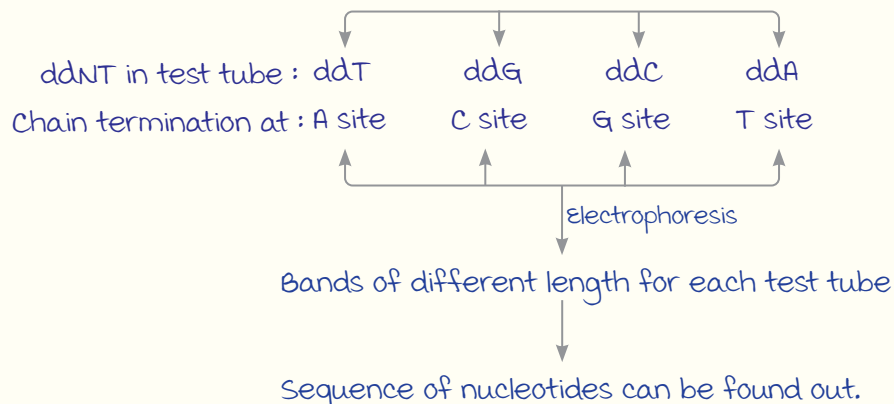 ddNT in test tube : ddT ddG ddC ddA
Chain termination at : A site C site G site T site
Electrophoresis
Bands of different length for each test tube
Sequence of nucleotides can be found out.